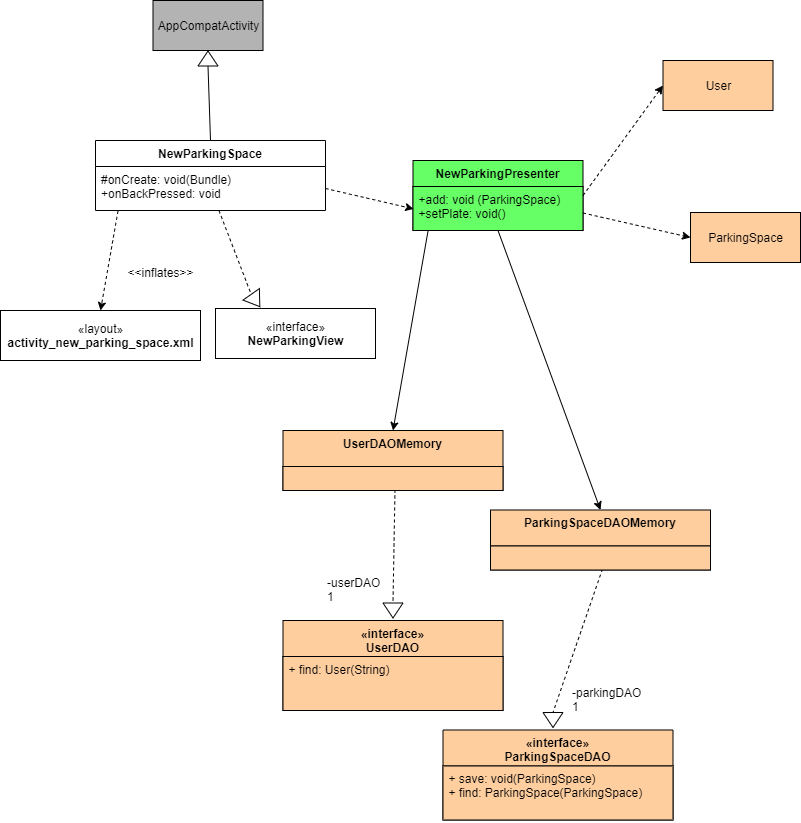 AppCompatActivity
User
NewParkingSpace
#onCreate: void(Bundle)
+onBackPressed: void
NewParkingPresenter
+add: void (ParkingSpace)
+setPlate: void()
ParkingSpace
<<inflates>>
«layout»
activity_new_parking_space.xml
«interface»
NewParkingView
UserDAOMemory
ParkingSpaceDAOMemory
-userDAO
1
«interface»
UserDAO
+ find: User(String)
-parkingDAO
1
«interface»
ParkingSpaceDAO
+ save: void(ParkingSpace)
+ find: ParkingSpace(ParkingSpace)